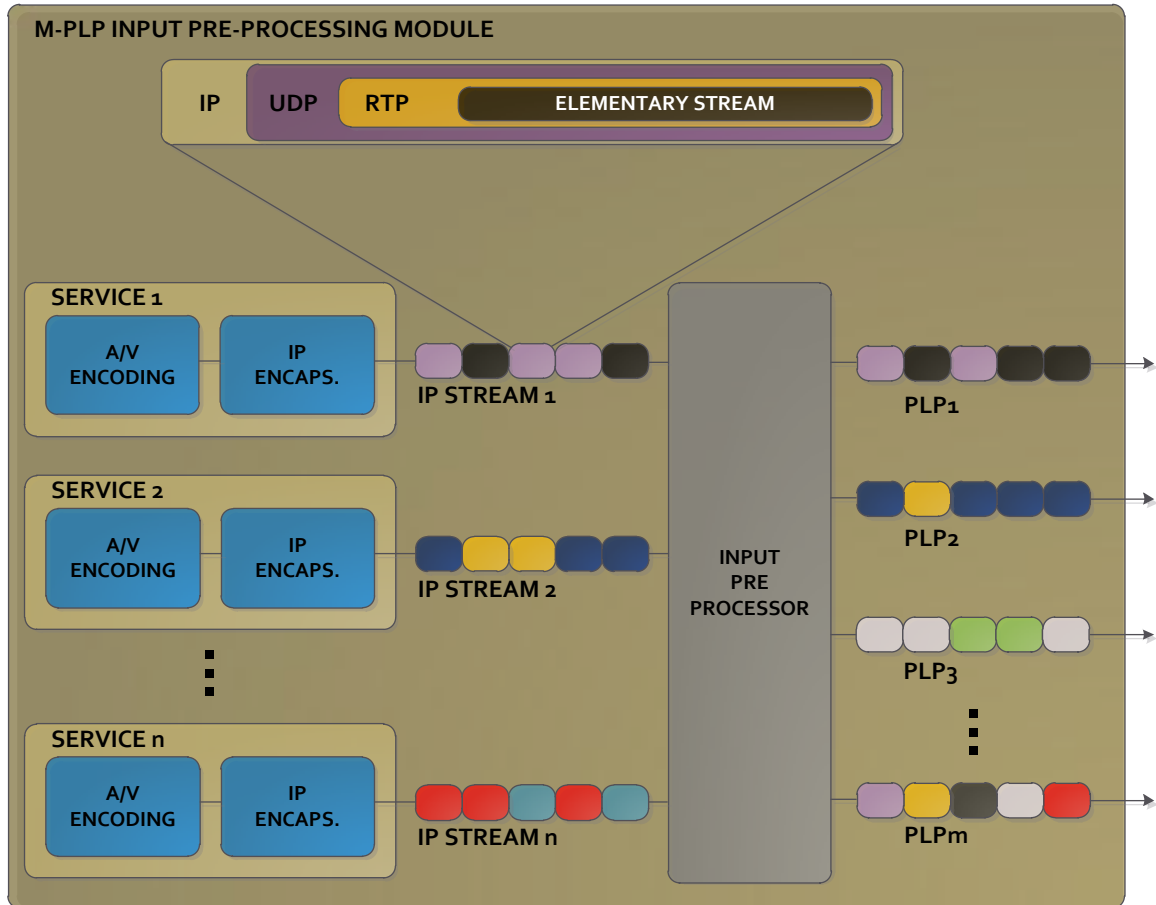 M-PLP INPUT PRE-PROCESSING MODULE
IP UDP RTP ELEMENTARY STREAM
SERVICE 1
A/V
ENCODING
IP
ENCAPS.
IP STREAM 1
PLP1
SERVICE 2
A/V
ENCODING
IP
ENCAPS.
IP STREAM 2
INPUT
PRE
PROCESSOR
PLP2
PLP3
SERVICE n
A/V
ENCODING
IP
ENCAPS.
IP STREAM n
PLPm